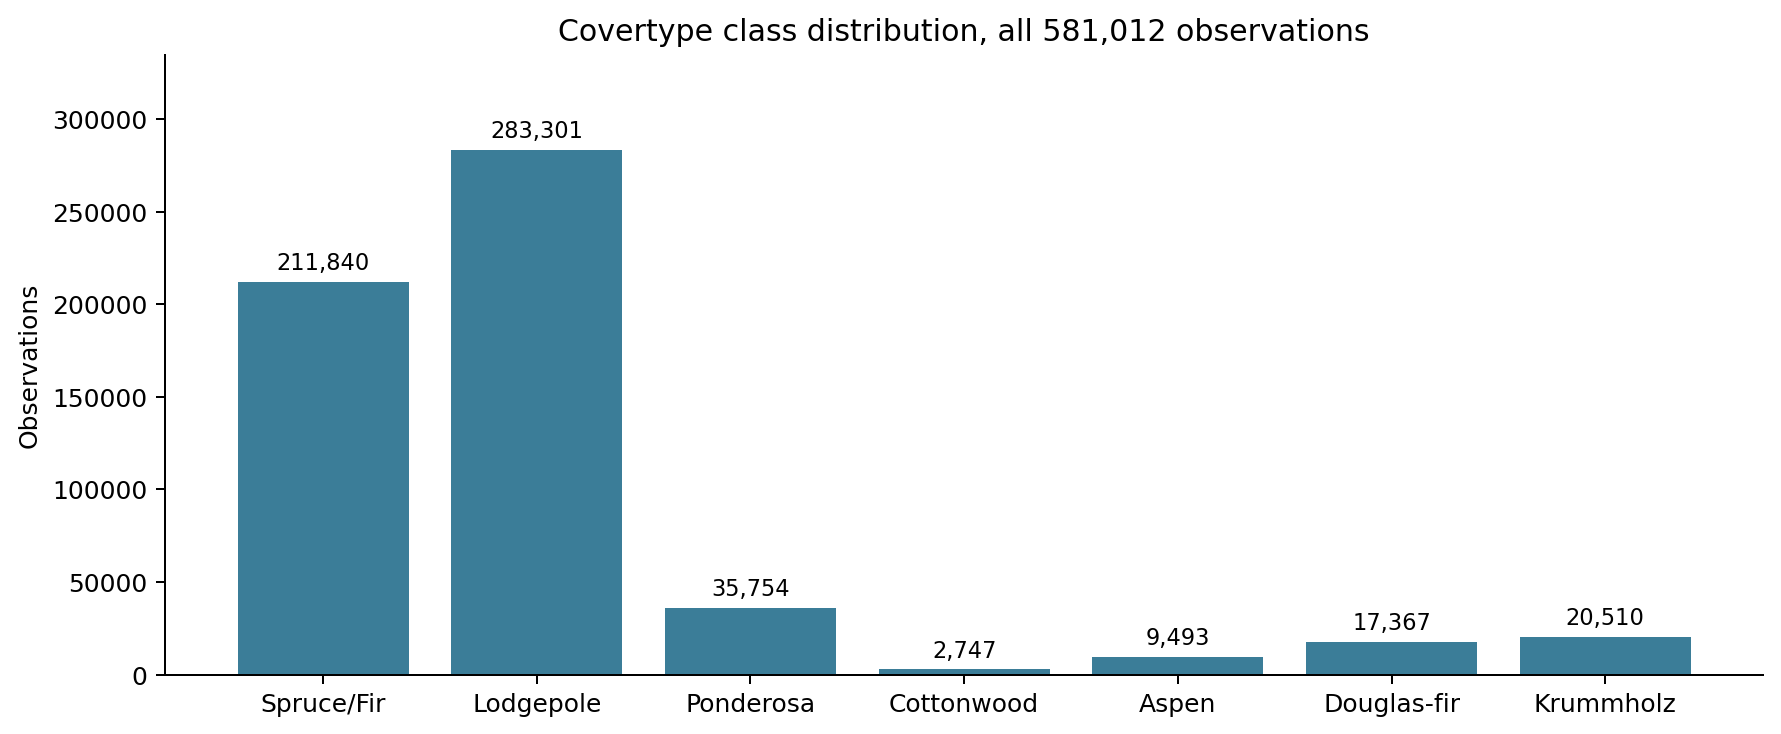 Covertype class distribution, all 581,012 observations
Observations
300000
250000
200000
150000
100000
50000
0
211,840
283,301
35,754
2,747
9,493
17,367
20,510
Spruce/Fir
Lodgepole
Ponderosa
Cottonwood
Aspen
Douglas-fir
Krummholz